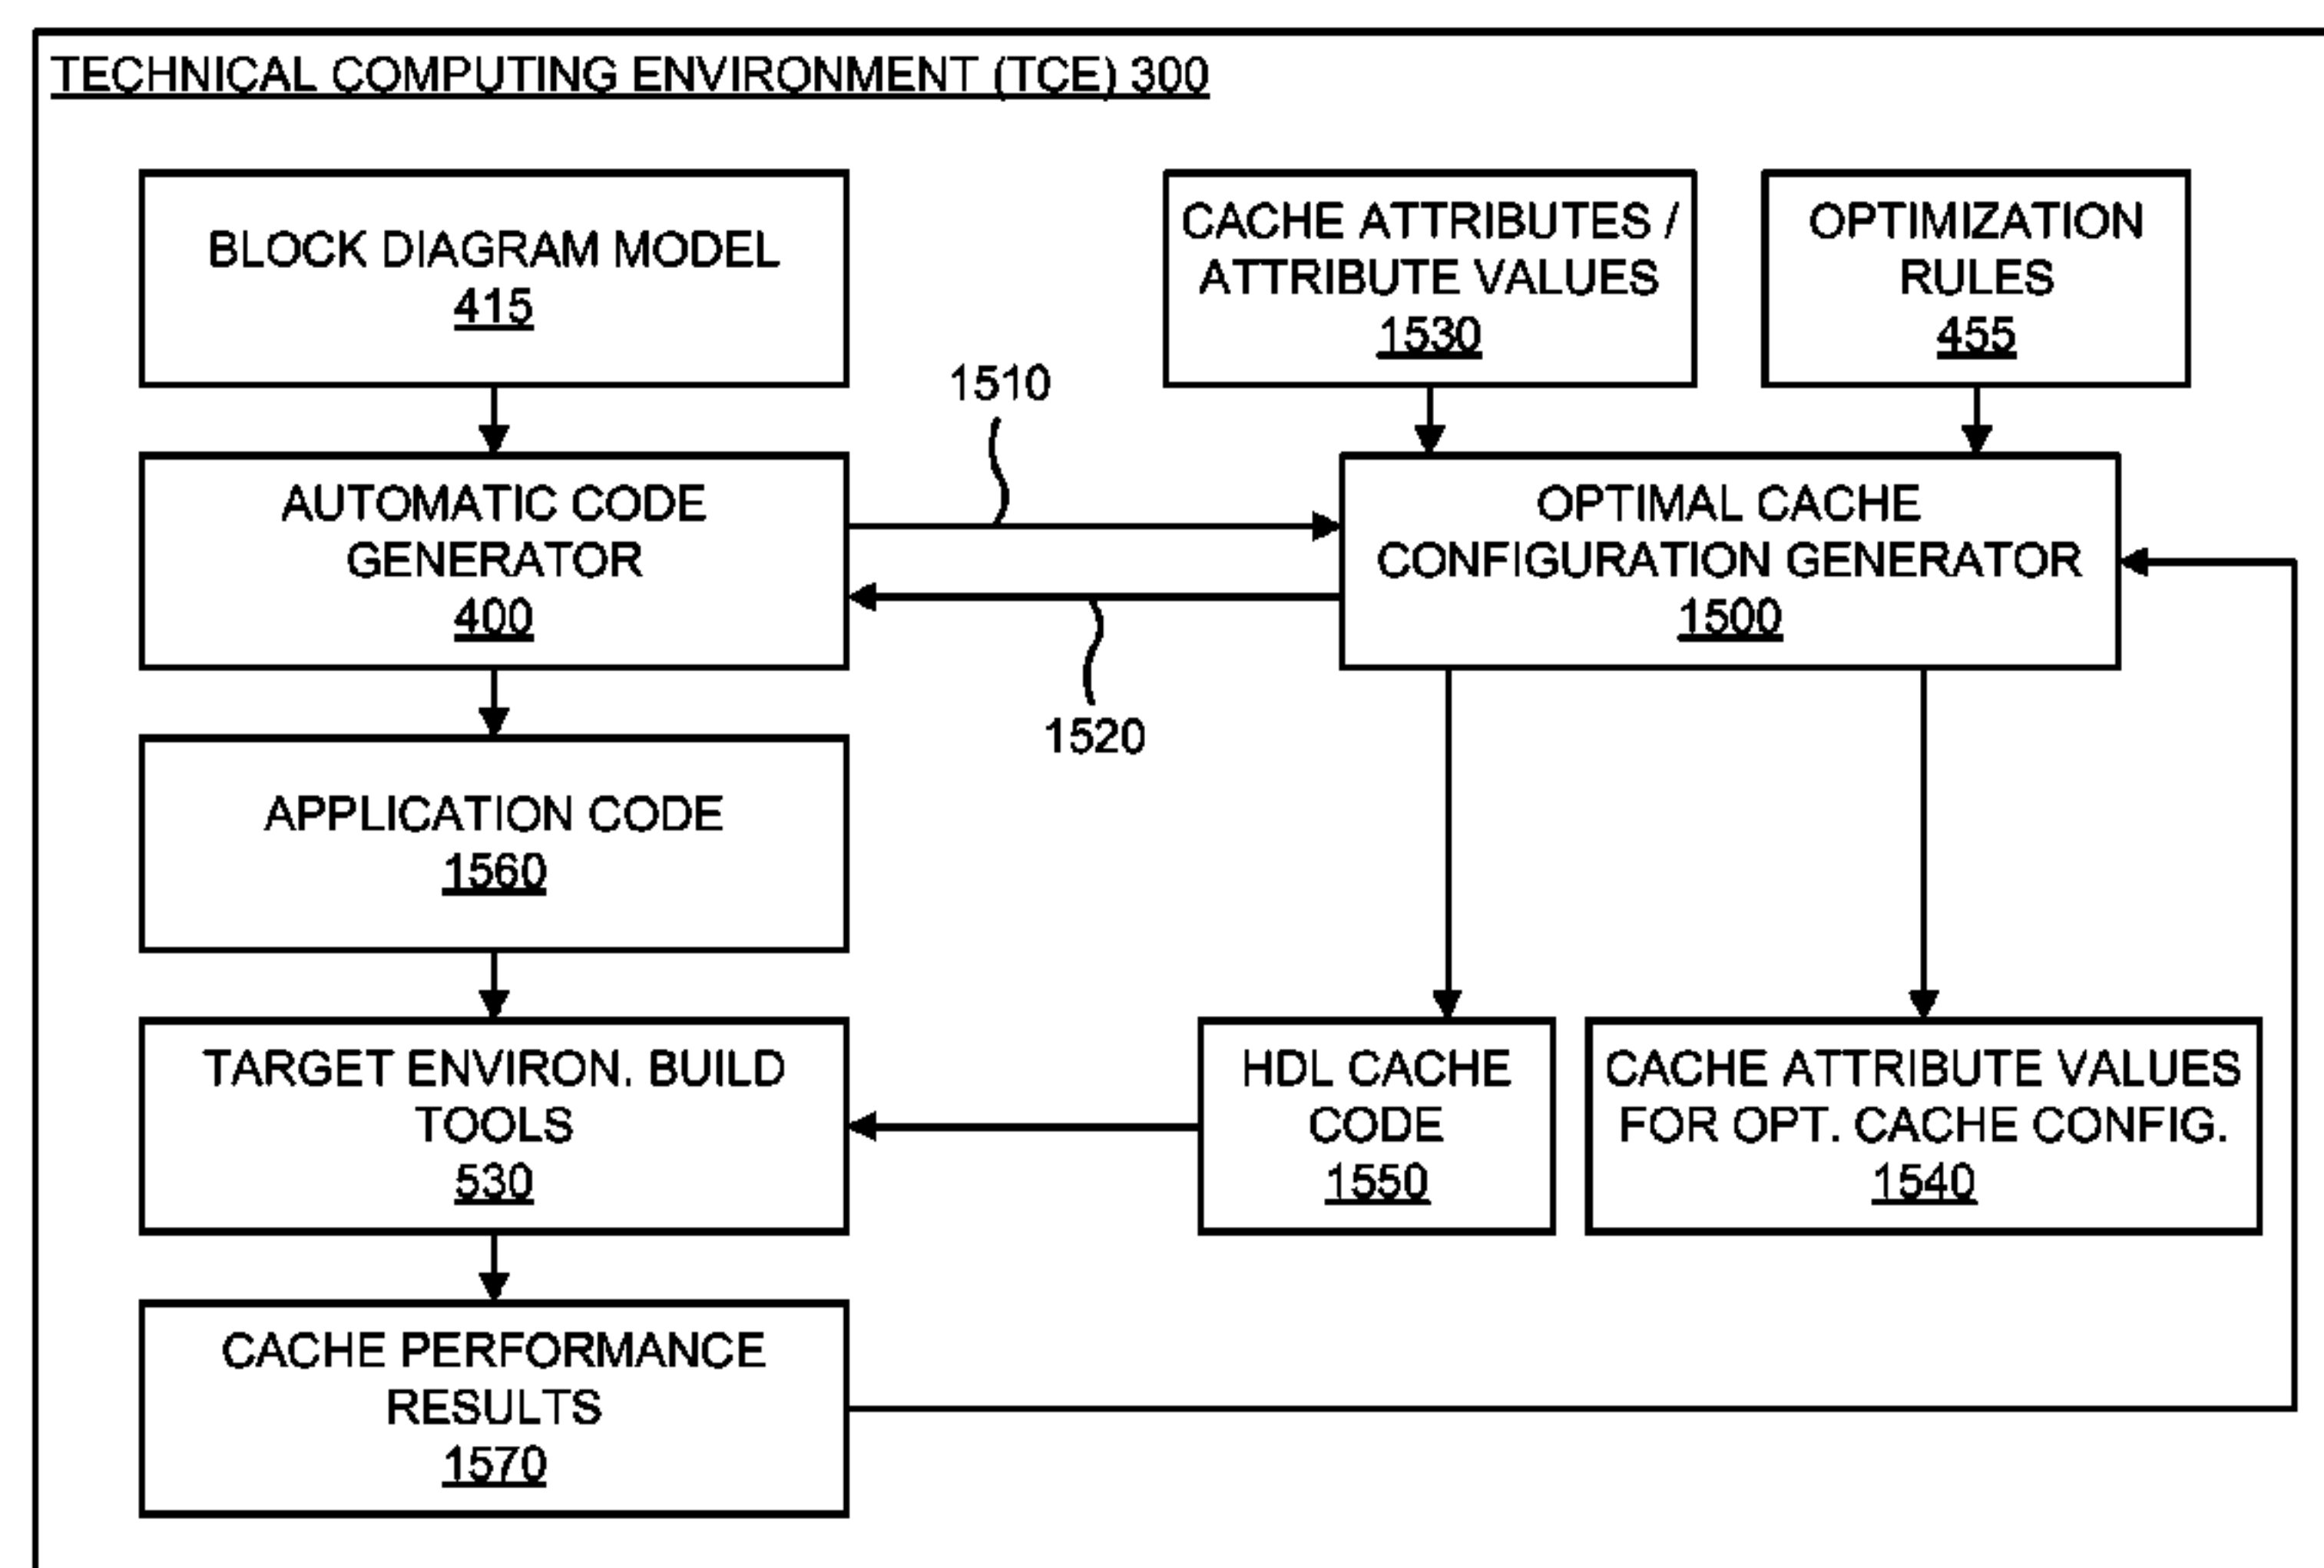 TECHNICAL COMPUTING ENVIRONMENT (TCE) 300
BLOCK DIAGRAM MODEL
415
CACHE ATTRIBUTES /
ATTRIBUTE VALUES
1530
OPTIMIZATION
RULES
455
1510
AUTOMATIC CODE
GENERATOR
400
OPTIMAL CACHE
CONFIGURATION GENERATOR
1500
1520
APPLICATION CODE
1560
TARGET ENVIRON. BUILD
TOOLS
530
HDL CACHE
CODE
1550
CACHE ATTRIBUTE VALUES
FOR OPT. CACHE CONFIG.
1540
CACHE PERFORMANCE
RESULTS
1570